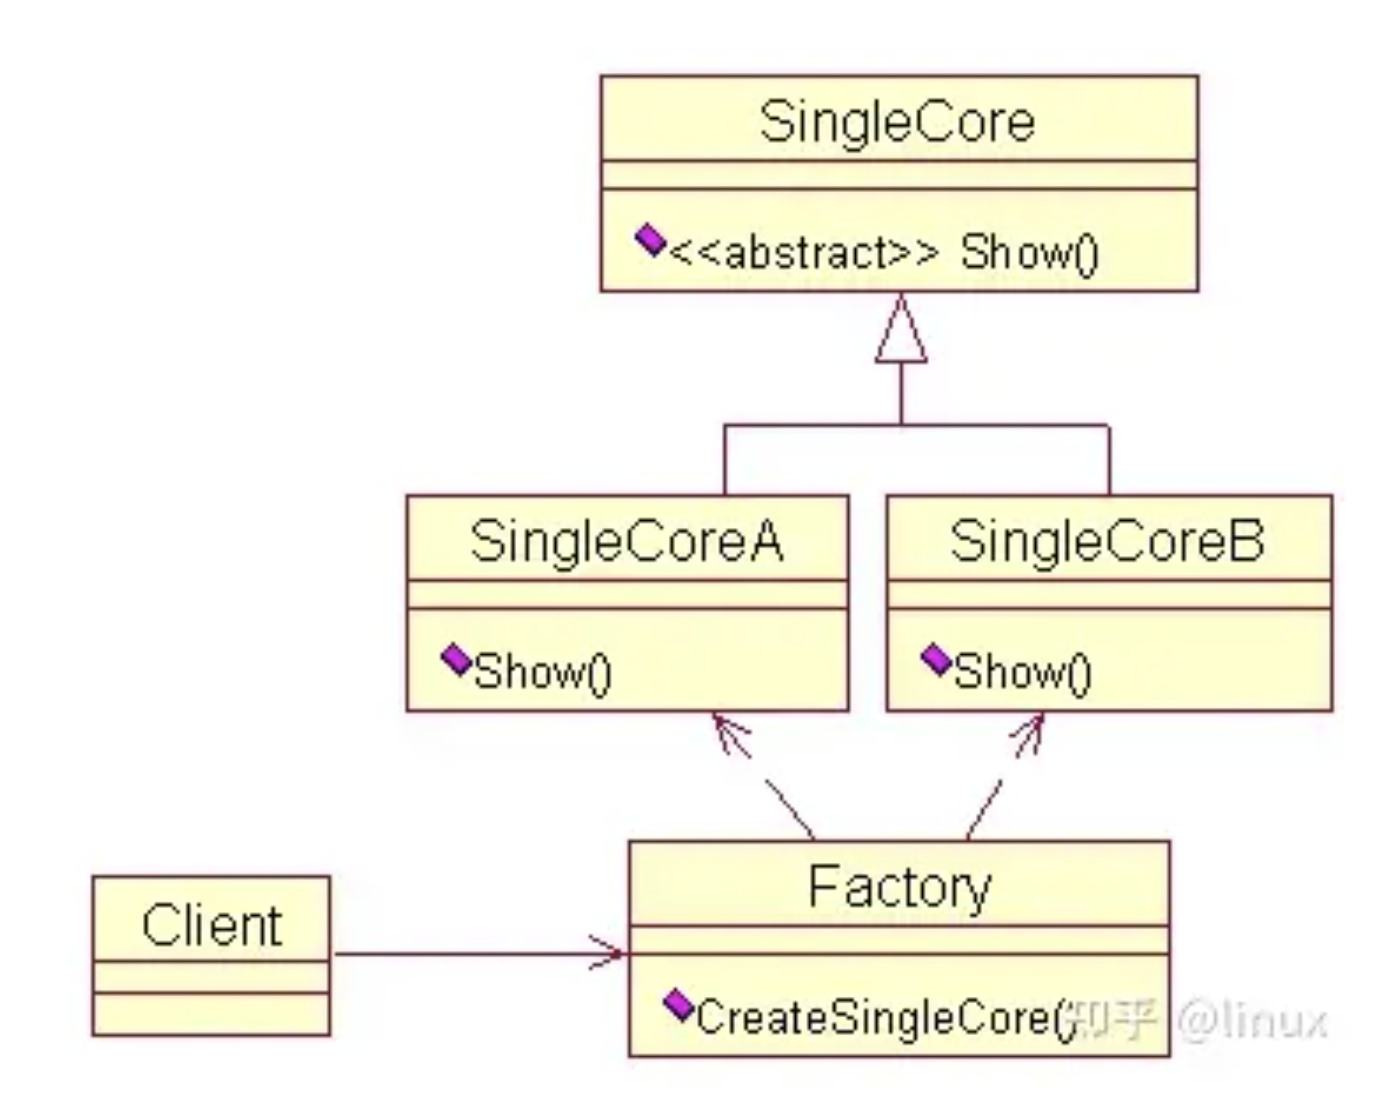 SingleCore
<<abstract>> Show()
SingleCoreA
SingleCoreB
Show()
Show()
Factory
Client
CreateSingleCore(
知乎 @linux